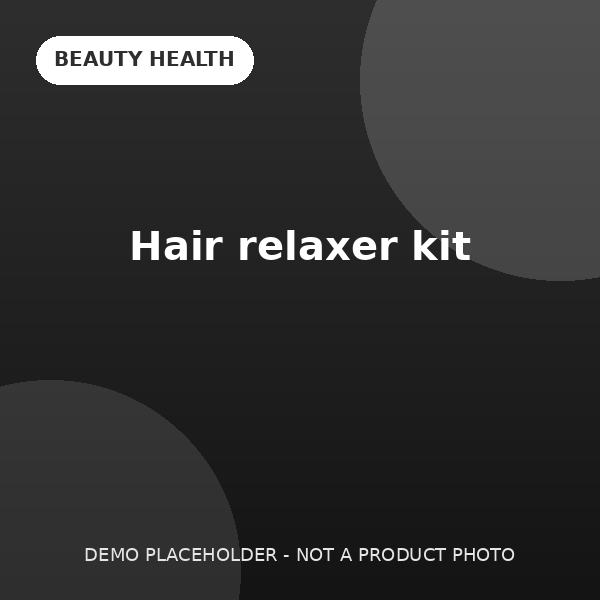 BEAUTY HEALTH
Hair relaxer kit
DEMO PLACEHOLDER - NOT A PRODUCT PHOTO